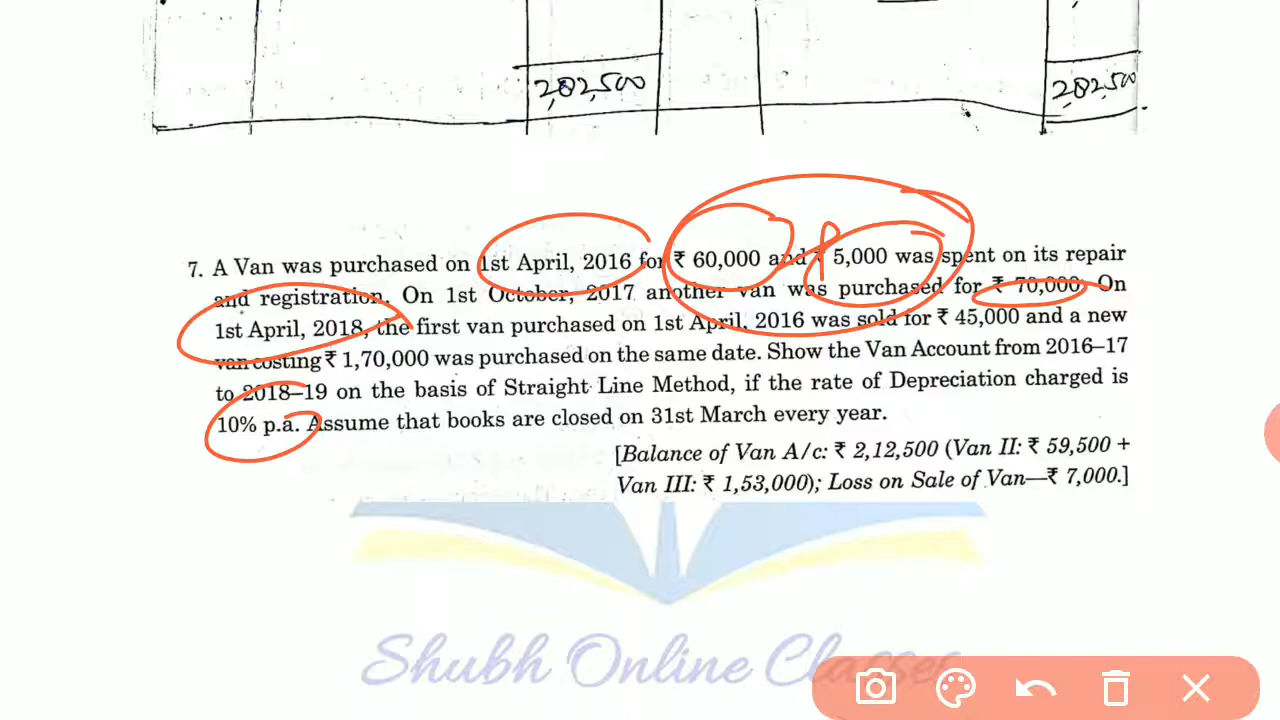 2,82,500 2,82,500
7. A Van was purchased on 1st April, 2016 for ₹ 60,000 and ₹ 5,000 was spent on its repair
and registration. On 1st October, 2017 another van was purchased for ₹ 70,000. On
1st April, 2018, the first van purchased on 1st April, 2016 was sold for ₹ 45,000 and a new
van costing ₹ 1,70,000 was purchased on the same date. Show the Van Account from 2016–17
to 2018–19 on the basis of Straight Line Method, if the rate of Depreciation charged is
10% p.a. Assume that books are closed on 31st March every year.
[Balance of Van A/c: ₹ 2,12,500 (Van II: ₹ 59,500 +
Van III: ₹ 1,53,000); Loss on Sale of Van—₹ 7,000.]
Shubh Online Classes